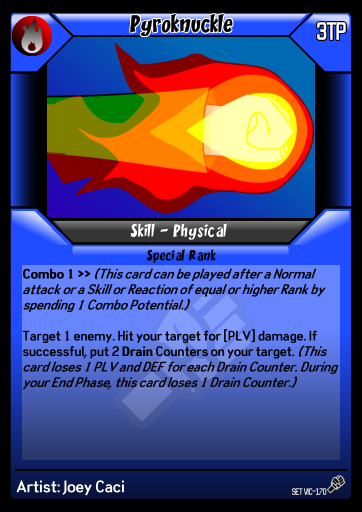 Pyroknuckle
3TP
Skill - Physical
Special Rank
Combo 1 >> (This card can be played after a Normal
attack or a Skill or Reaction of equal or higher Rank by
spending 1 Combo Potential.)
Target 1 enemy. Hit your target for [PLV] damage. If
successful, put 2 Drain Counters on your target. (This
card loses 1 PLV and DEF for each Drain Counter. During
your End Phase, this card loses 1 Drain Counter.)
Artist: Joey Caci
SET VIC-170